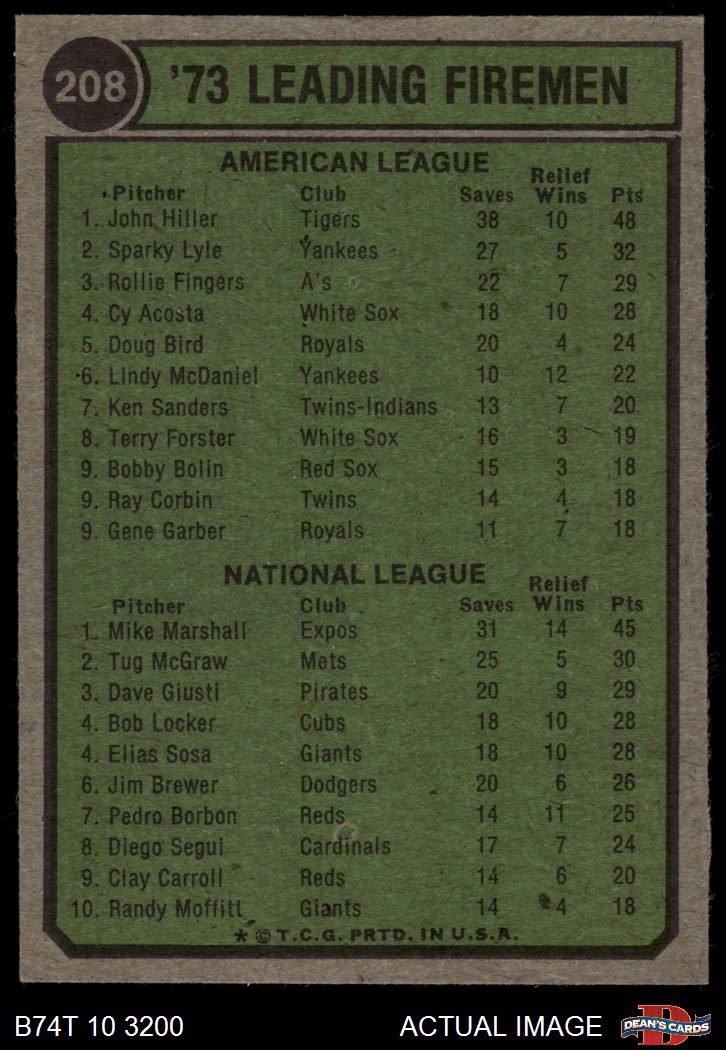 208 '73 LEADING FIREMEN
AMERICAN LEAGUE
Pitcher Club Saves Relief Wins Pts
1. John Hiller Tigers 38 10 48
2. Sparky Lyle Yankees 27 5 32
3. Rollie Fingers A's 22 7 29
4. Cy Acosta White Sox 18 10 28
5. Doug Bird Royals 20 4 24
6. Lindy McDaniel Yankees 10 12 22
7. Ken Sanders Twins-Indians 13 7 20
8. Terry Forster White Sox 16 3 19
9. Bobby Bolin Red Sox 15 3 18
9. Ray Corbin Twins 14 4 18
9. Gene Garber Royals 11 7 18
NATIONAL LEAGUE
Pitcher Club Saves Relief Wins Pts
1. Mike Marshall Expos 31 14 45
2. Tug McGraw Mets 25 5 30
3. Dave Giusti Pirates 20 9 29
4. Bob Locker Cubs 18 10 28
4. Elias Sosa Giants 18 10 28
6. Jim Brewer Dodgers 20 6 26
7. Pedro Borbon Reds 14 11 25
8. Diego Segui Cardinals 17 7 24
9. Clay Carroll Reds 14 6 20
10. Randy Moffitt Giants 14 4 18
* © T.C.G. PRTD. IN U.S.A.
B74T 10 3200 ACTUAL IMAGE DEAN'S CARDS